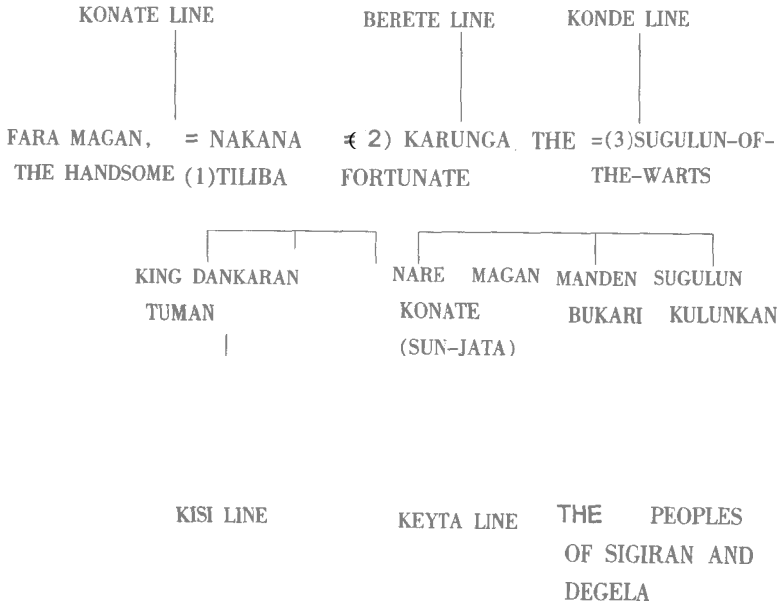 KONATE LINE BERETE LINE KONDE LINE
FARA MAGAN, = NAKANA = (2) KARUNGA THE =(3)SUGULUN-OF-
THE HANDSOME (1)TILIBA FORTUNATE THE-WARTS
KING DANKARAN NARE MAGAN MANDEN SUGULUN
TUMAN KONATE BUKARI KULUNKAN
(SUN-JATA)
KISI LINE KEYTA LINE THE PEOPLES
OF SIGIRAN AND
DEGELA